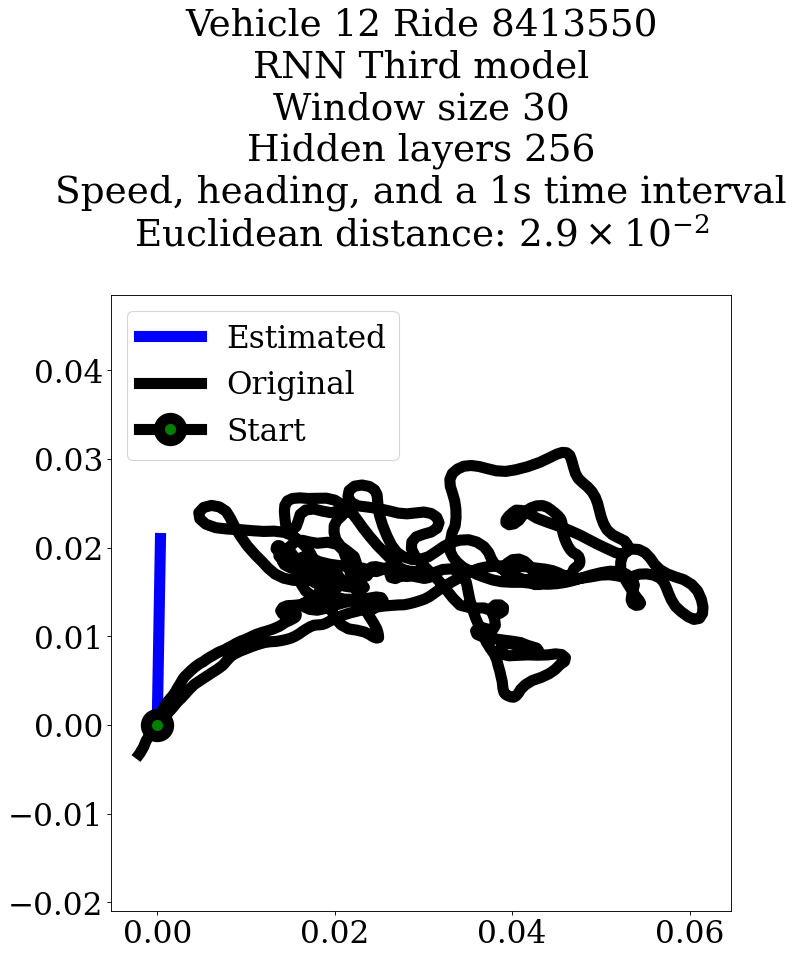 Vehicle 12 Ride 8413550
RNN Third model
Window size 30
Hidden layers 256
Speed, heading, and a 1s time interval
Euclidean distance: 2.9 × 10⁻²
Estimated
Original
Start
0.04
0.03
0.02
0.01
0.00
−0.01
−0.02
0.00 0.02 0.04 0.06